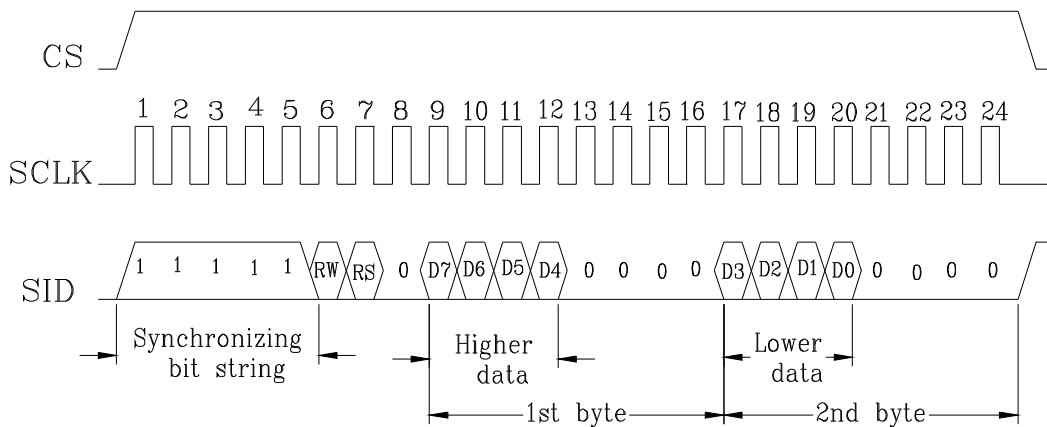 CS
1 2 3 4 5 6 7 8 9 10 11 12 13 14 15 16 17 18 19 20 21 22 23 24
SCLK
SID 1 1 1 1 1 RW RS 0 D7 D6 D5 D4 0 0 0 0 D3 D2 D1 D0 0 0 0 0
Synchronizing
bit string
Higher
data
Lower
data
1st byte
2nd byte